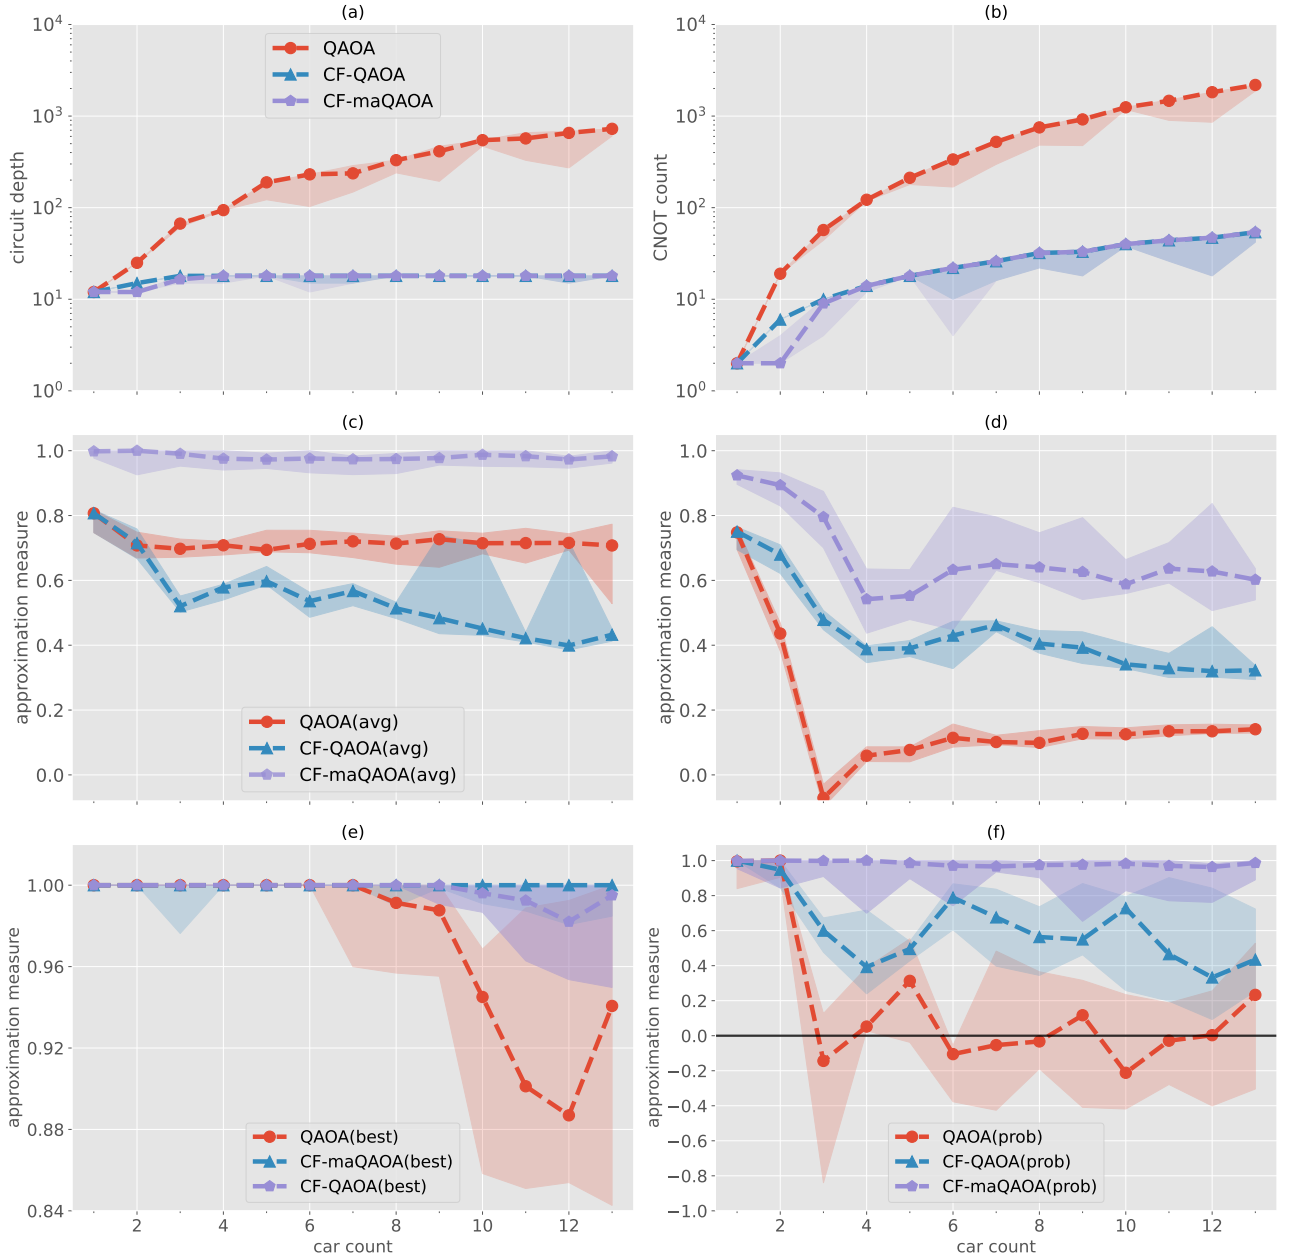 (a)
10⁴
10³
10²
10¹
10⁰
circuit depth
QAOA
CF-QAOA
CF-maQAOA
(b)
10⁴
10³
10²
10¹
10⁰
CNOT count
(c)
1.0
0.8
0.6
0.4
0.2
0.0
approximation measure
QAOA(avg)
CF-QAOA(avg)
CF-maQAOA(avg)
(d)
1.0
0.8
0.6
0.4
0.2
0.0
approximation measure
(e)
1.00
0.96
0.92
0.88
0.84
approximation measure
QAOA(best)
CF-maQAOA(best)
CF-QAOA(best)
2 4 6 8 10 12
car count
(f)
1.0
0.8
0.6
0.4
0.2
0.0
−0.2
−0.4
−0.6
−0.8
−1.0
approximation measure
QAOA(prob)
CF-QAOA(prob)
CF-maQAOA(prob)
2 4 6 8 10 12
car count